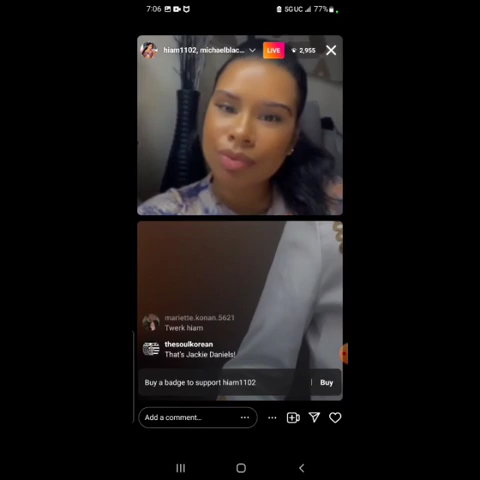 7:06
5G UC
77%
hiam1102, michaelblac...
LIVE
2,955
mariette.konan.5621
Twerk hiam
thesoulkorean
That's Jackie Daniels!
Buy a badge to support hiam1102
Buy
Add a comment...